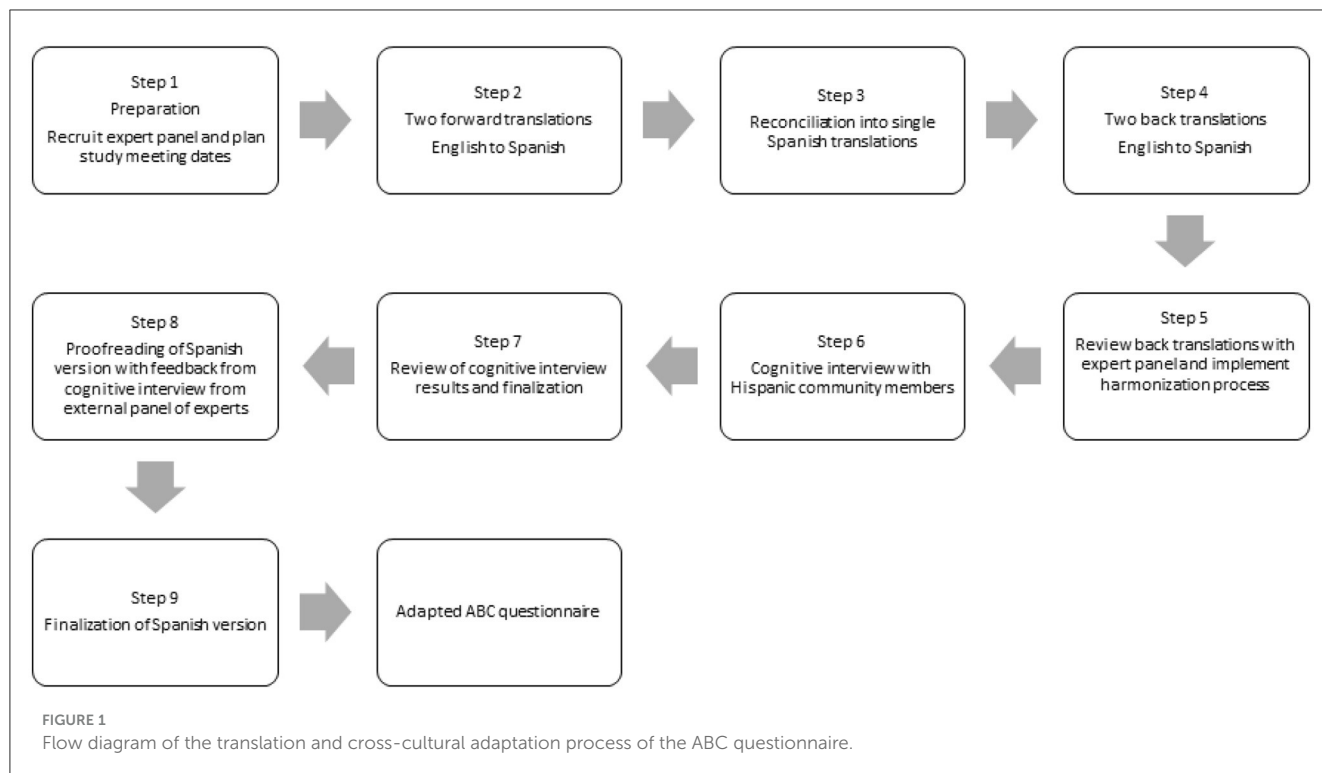 Step 1
Preparation
Recruit expert panel and plan
study meeting dates
Step 2
Two forward translations
English to Spanish
Step 3
Reconciliation into single
Spanish translations
Step 4
Two back translations
English to Spanish
Step 5
Review back translations with
expert panel and implement
harmonization process
Step 6
Cognitive interview with
Hispanic community members
Step 7
Review of cognitive interview
results and finalization
Step 8
Proofreading of Spanish
version with feedback from
cognitive interview from
external panel of experts
Step 9
Finalization of Spanish version
Adapted ABC questionnaire
FIGURE 1
Flow diagram of the translation and cross-cultural adaptation process of the ABC questionnaire.